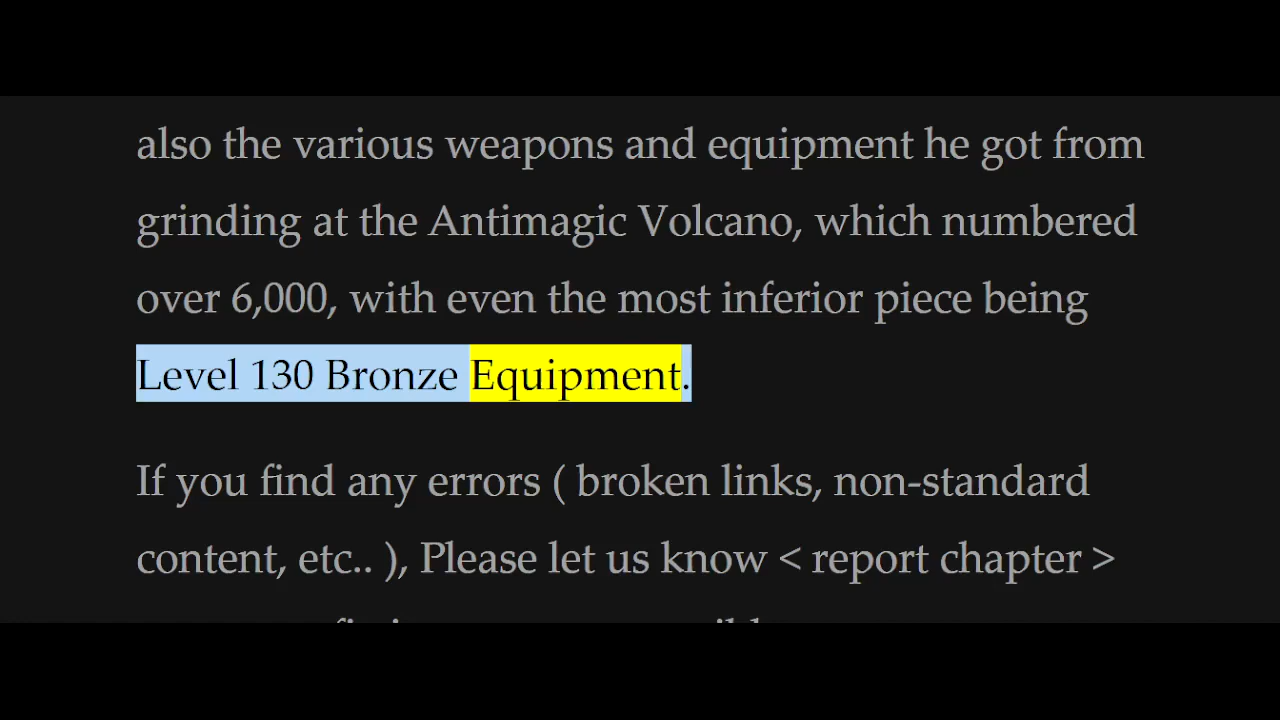 also the various weapons and equipment he got from
grinding at the Antimagic Volcano, which numbered
over 6,000, with even the most inferior piece being
Level 130 Bronze Equipment.
If you find any errors ( broken links, non-standard
content, etc.. ), Please let us know < report chapter >